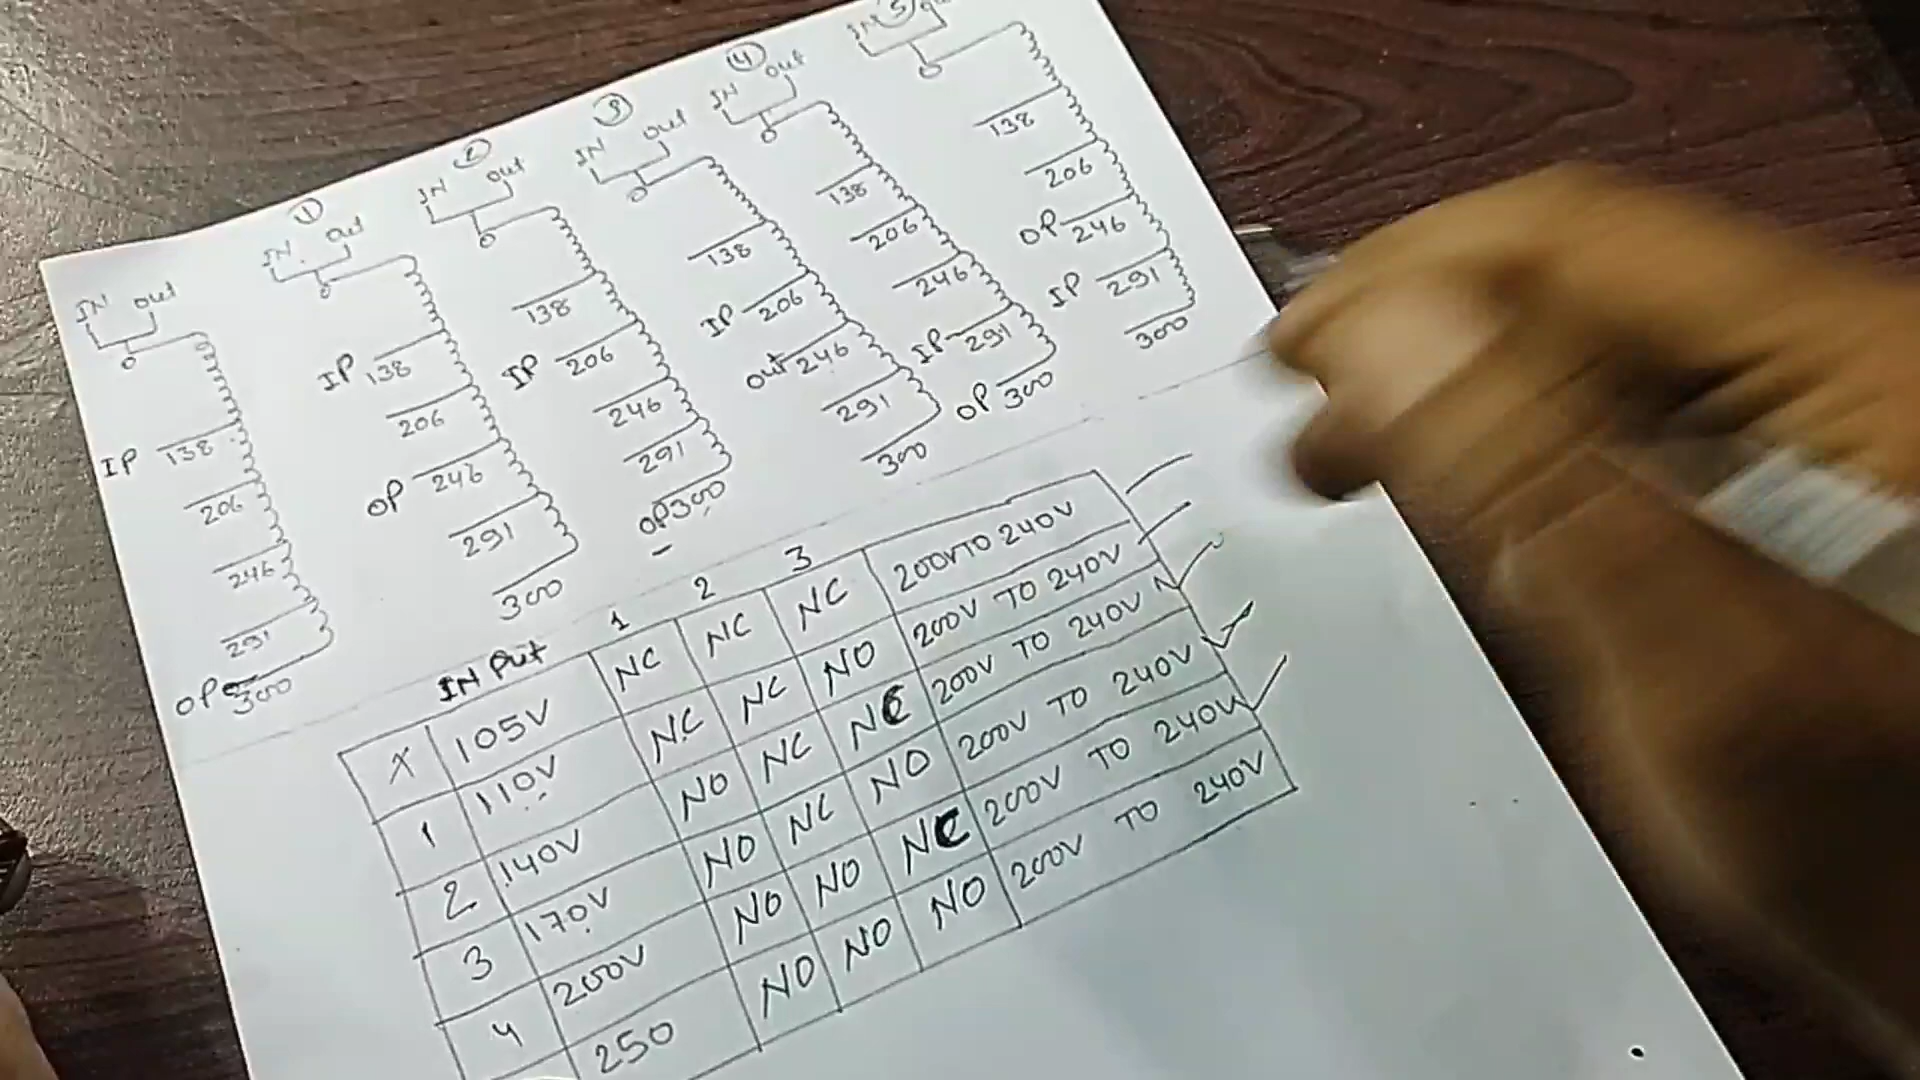 IN out
IP 138
206
246
291
OP 300
1
IN out
IP 138
206
OP 246
291
300
2
IN out
138
IP 206
246
291
OP 300
3
IN out
138
IP 206
out 246
291
300
4
IN out
138
206
246
IP 291
OP 300
5
IN
138
206
OP 246
IP 291
300
IN Put 1 2 3
X 105V NC NC NC 200V TO 240V
1 110V NC NC NO 200V TO 240V
2 140V NO NC NC 200V TO 240V
3 170V NO NC NO 200V TO 240V
4 200V NO NO NC 200V TO 240V
250 NO NO NO 200V TO 240V